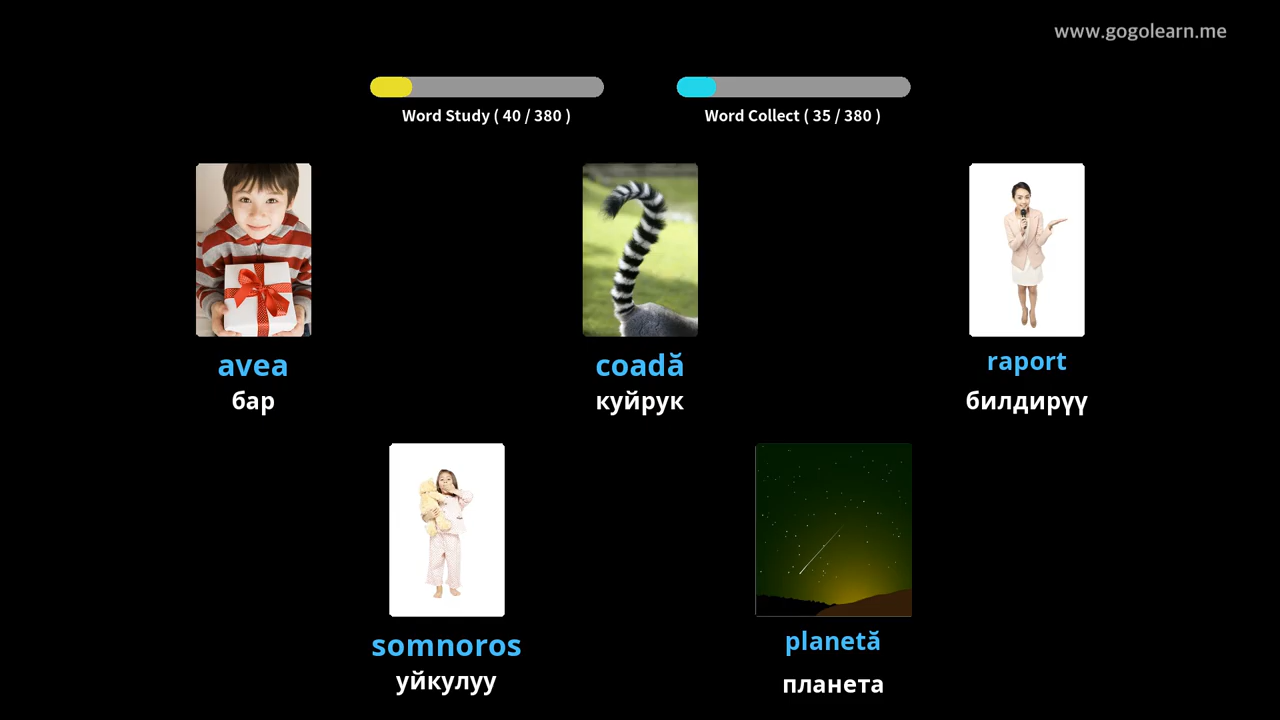 www.gogolearn.me
Word Study ( 40 / 380 )
Word Collect ( 35 / 380 )
avea
бар
coadă
куйрук
raport
билдирүү
somnoros
уйкулуу
planetă
планета